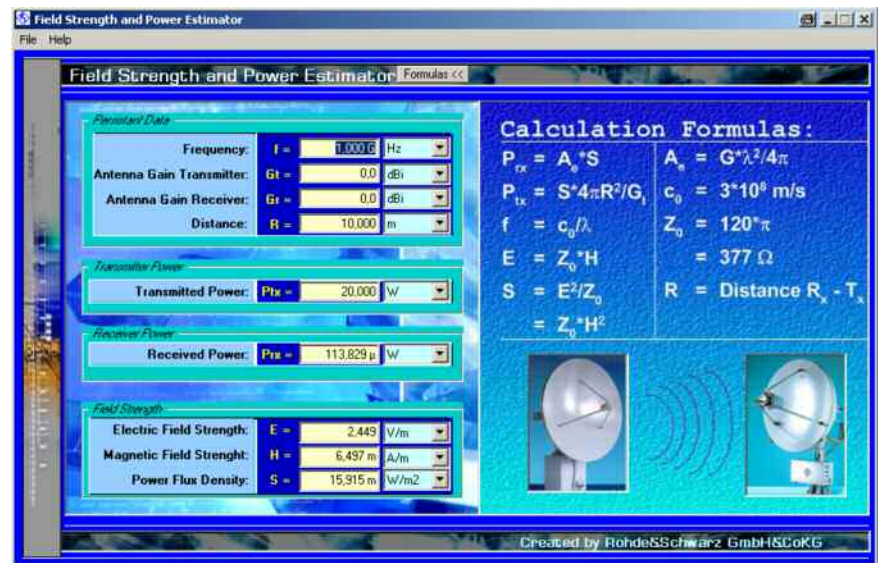 Field Strength and Power Estimator
File Help
Field Strength and Power Estimator Formulas <<
Persistant Data
Frequency: f = 1,000 G Hz
Antenna Gain Transmitter: Gt = 0,0 dBi
Antenna Gain Receiver: Gr = 0,0 dBi
Distance: R = 10,000 m
Transmitter Power
Transmitted Power: Ptx = 20,000 W
Receiver Power
Received Power: Prx = 113,829 µ W
Field Strength
Electric Field Strength: E = 2,449 V/m
Magnetic Field Strenght: H = 6,497 m A/m
Power Flux Density: S = 15,915 m W/m2
Calculation Formulas:
Prx = Ae*S
Ptx = S*4πR²/Gt
f = c0/λ
E = Z0*H
S = E²/Z0
= Z0*H²
Ae = G*λ²/4π
c0 = 3*10⁸ m/s
Z0 = 120*π
= 377 Ω
R = Distance Rx - Tx
Created by Rohde&Schwarz GmbH&CoKG